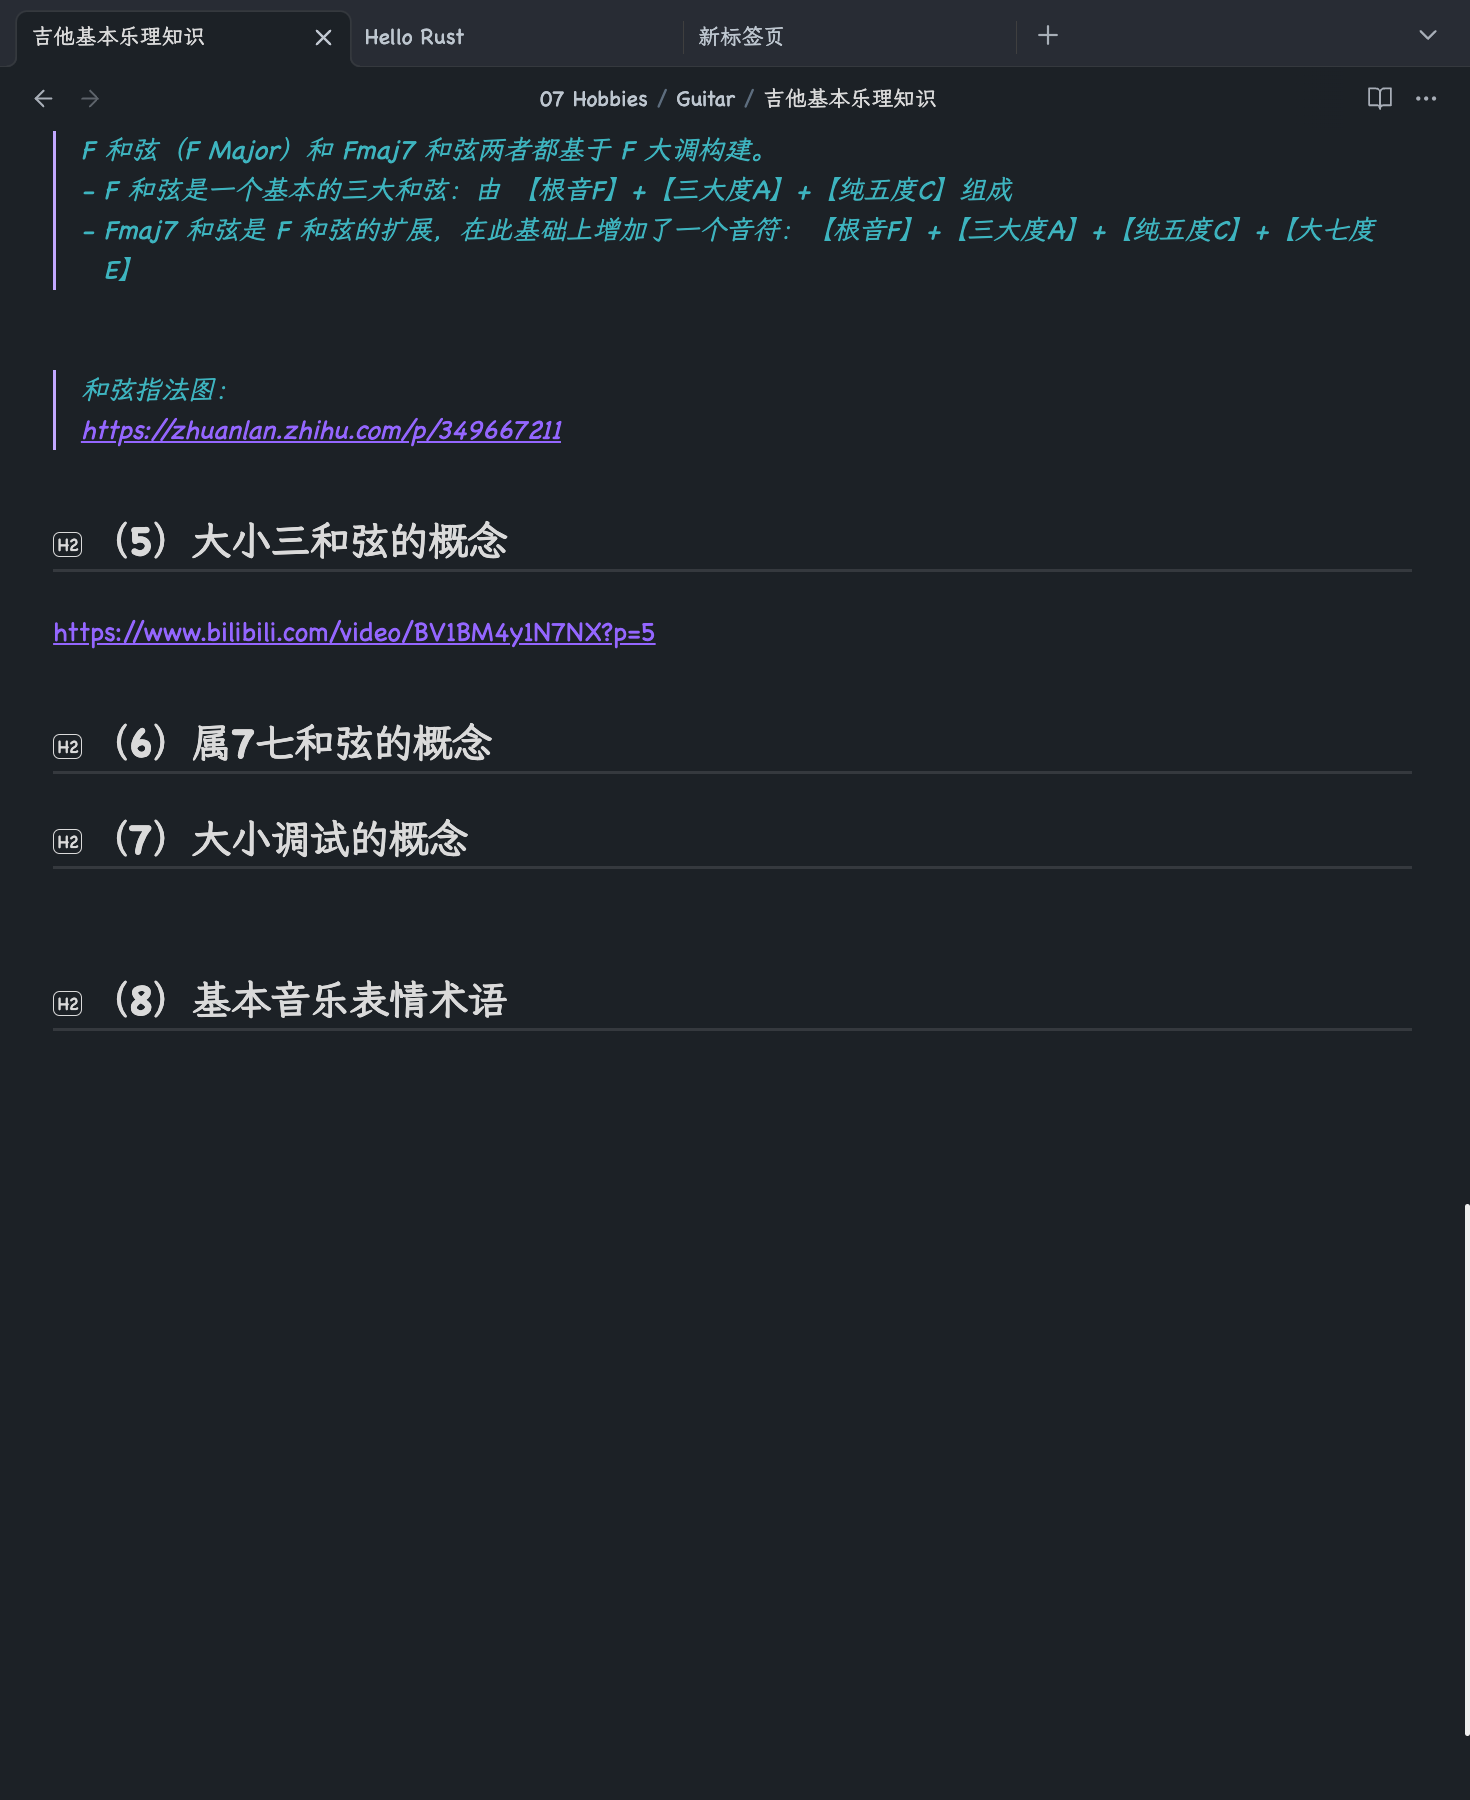 吉他基本乐理知识
Hello Rust
新标签页
07 Hobbies / Guitar / 吉他基本乐理知识
F 和弦（F Major）和 Fmaj7 和弦两者都基于 F 大调构建。
- F 和弦是一个基本的三大和弦：由 【根音F】+【三大度A】+【纯五度C】组成
- Fmaj7 和弦是 F 和弦的扩展，在此基础上增加了一个音符：【根音F】+【三大度A】+【纯五度C】+【大七度
E】
和弦指法图：
https://zhuanlan.zhihu.com/p/349667211
H2 （5）大小三和弦的概念
https://www.bilibili.com/video/BV1BM4y1N7NX?p=5
H2 （6）属7七和弦的概念
H2 （7）大小调试的概念
H2 （8）基本音乐表情术语